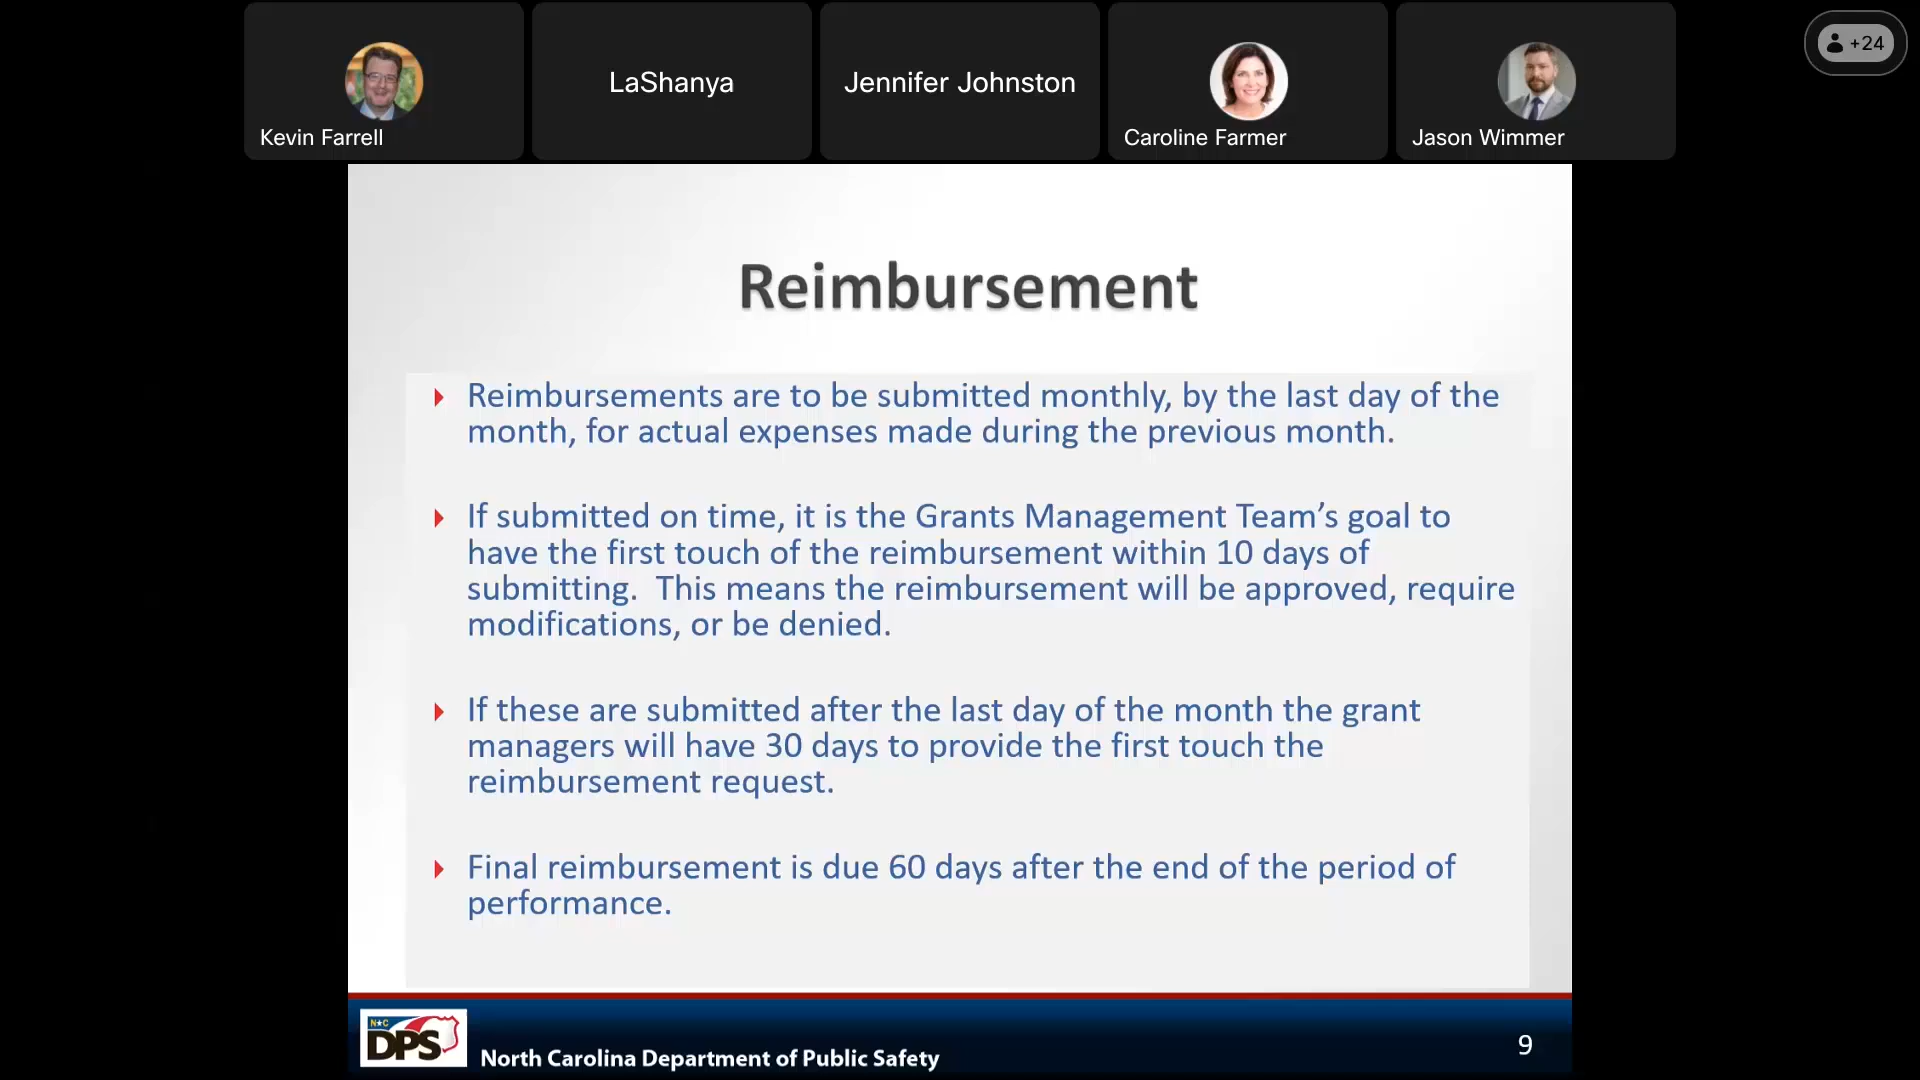 Kevin Farrell
LaShanya
Jennifer Johnston
Caroline Farmer
Jason Wimmer
+24
Reimbursement
Reimbursements are to be submitted monthly, by the last day of the
month, for actual expenses made during the previous month.
If submitted on time, it is the Grants Management Team’s goal to
have the first touch of the reimbursement within 10 days of
submitting.  This means the reimbursement will be approved, require
modifications, or be denied.
If these are submitted after the last day of the month the grant
managers will have 30 days to provide the first touch the
reimbursement request.
Final reimbursement is due 60 days after the end of the period of
performance.
N★C
DPS
North Carolina Department of Public Safety
9